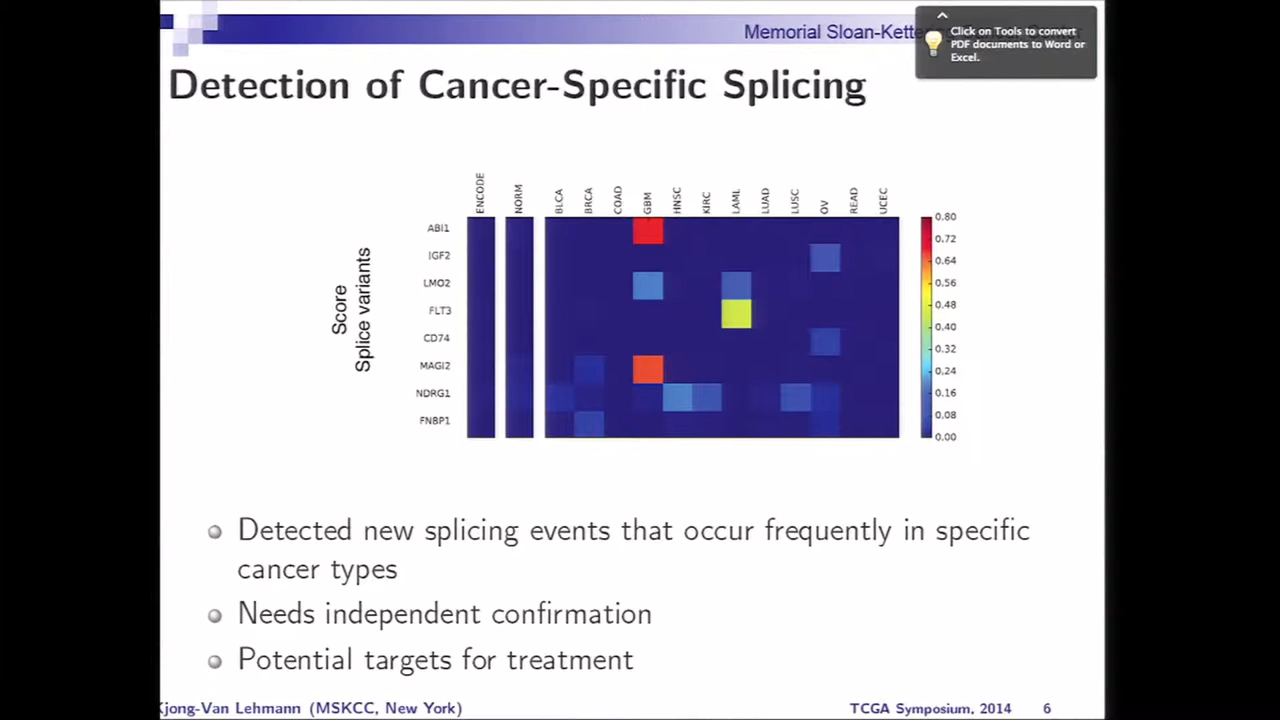 Memorial Sloan-Kette
Click on Tools to convert
PDF documents to Word or
Excel.
Detection of Cancer-Specific Splicing
ENCODE NORM BLCA BRCA COAD GBM HNSC KIRC LAML LUAD LUSC OV READ UCEC
Score
Splice variants
ABI1
IGF2
LMO2
FLT3
CD74
MAGI2
NDRG1
FNBP1
0.80
0.72
0.64
0.56
0.48
0.40
0.32
0.24
0.16
0.08
0.00
Detected new splicing events that occur frequently in specific
cancer types
Needs independent confirmation
Potential targets for treatment
Kjong-Van Lehmann (MSKCC, New York)
TCGA Symposium, 2014 6